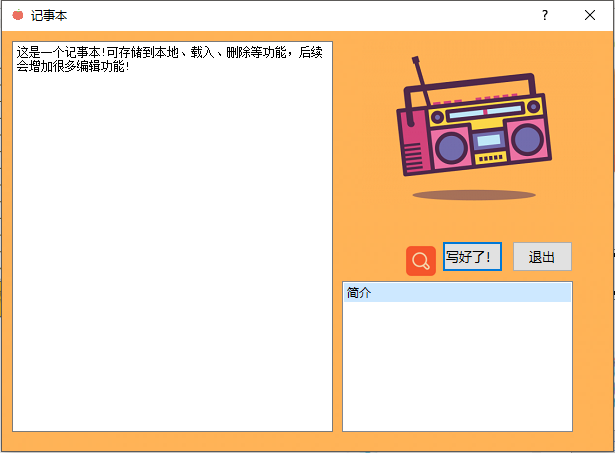 记事本
?
这是一个记事本!可存储到本地、载入、删除等功能，后续
会增加很多编辑功能!
写好了!
退出
简介